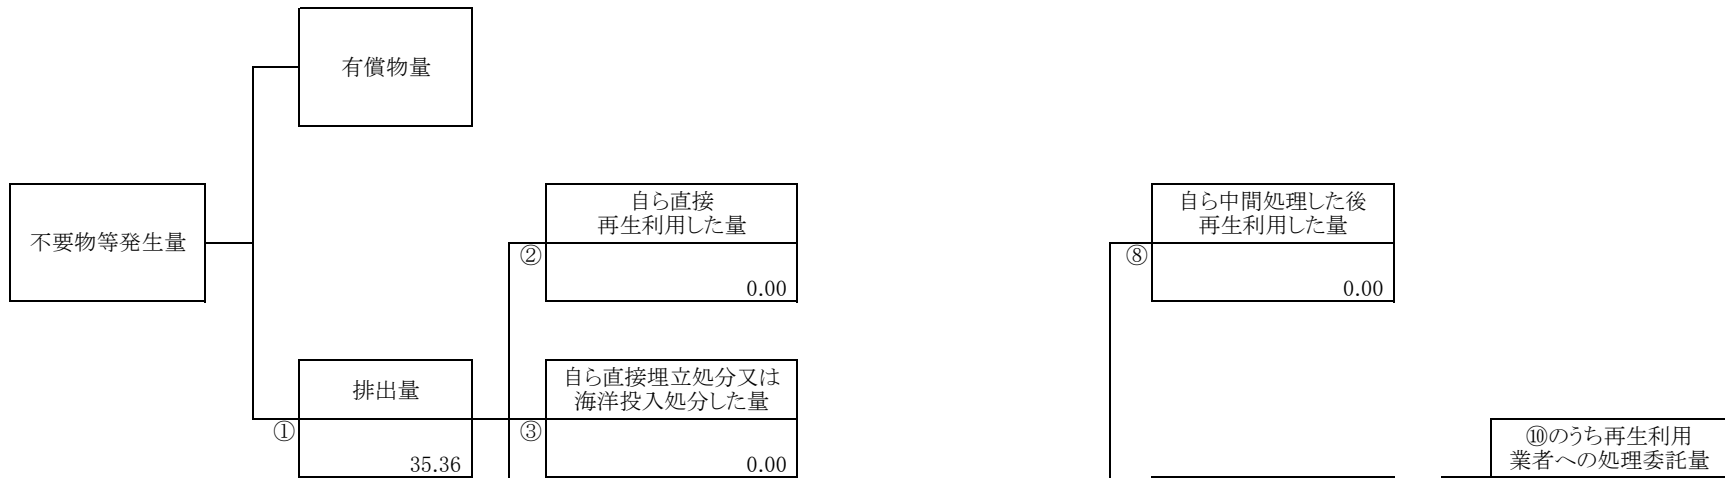 有償物量
不要物等発生量
自ら直接
再生利用した量
②
0.00
自ら中間処理した後
再生利用した量
⑧
0.00
排出量
①
35.36
自ら直接埋立処分又は
海洋投入処分した量
③
0.00
⑩のうち再生利用
業者への処理委託量